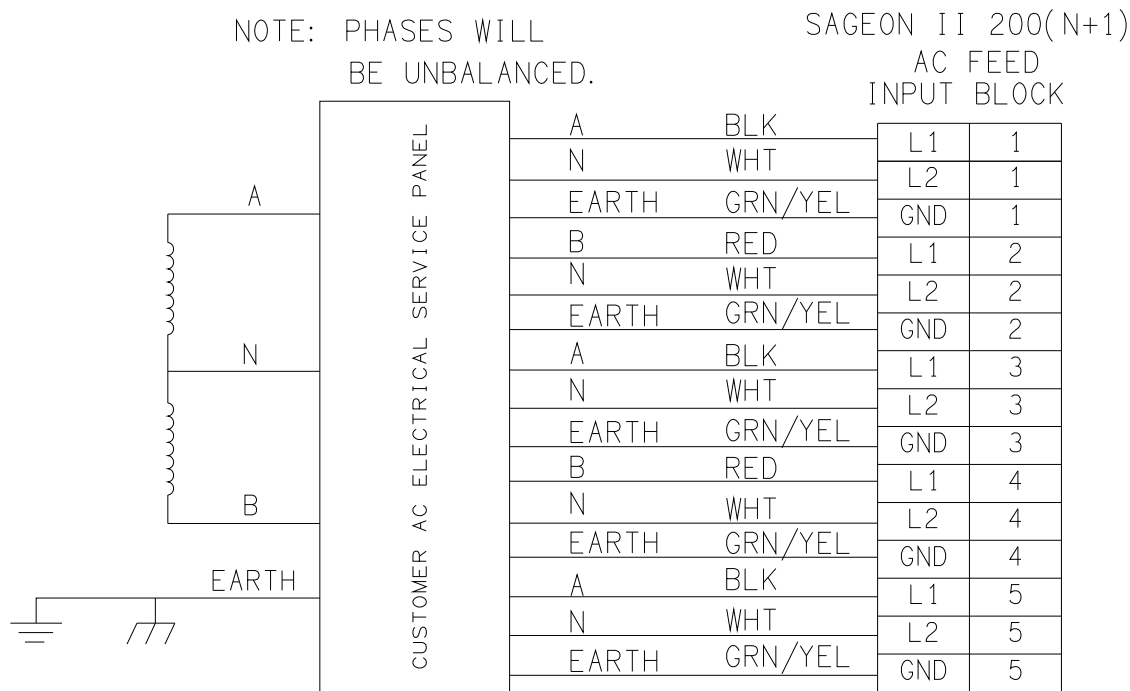 NOTE: PHASES WILL
BE UNBALANCED.
SAGEON II 200(N+1)
AC FEED
INPUT BLOCK
CUSTOMER AC ELECTRICAL SERVICE PANEL
A
N
B
EARTH
A BLK L1 1
N WHT L2 1
EARTH GRN/YEL GND 1
B RED L1 2
N WHT L2 2
EARTH GRN/YEL GND 2
A BLK L1 3
N WHT L2 3
EARTH GRN/YEL GND 3
B RED L1 4
N WHT L2 4
EARTH GRN/YEL GND 4
A BLK L1 5
N WHT L2 5
EARTH GRN/YEL GND 5